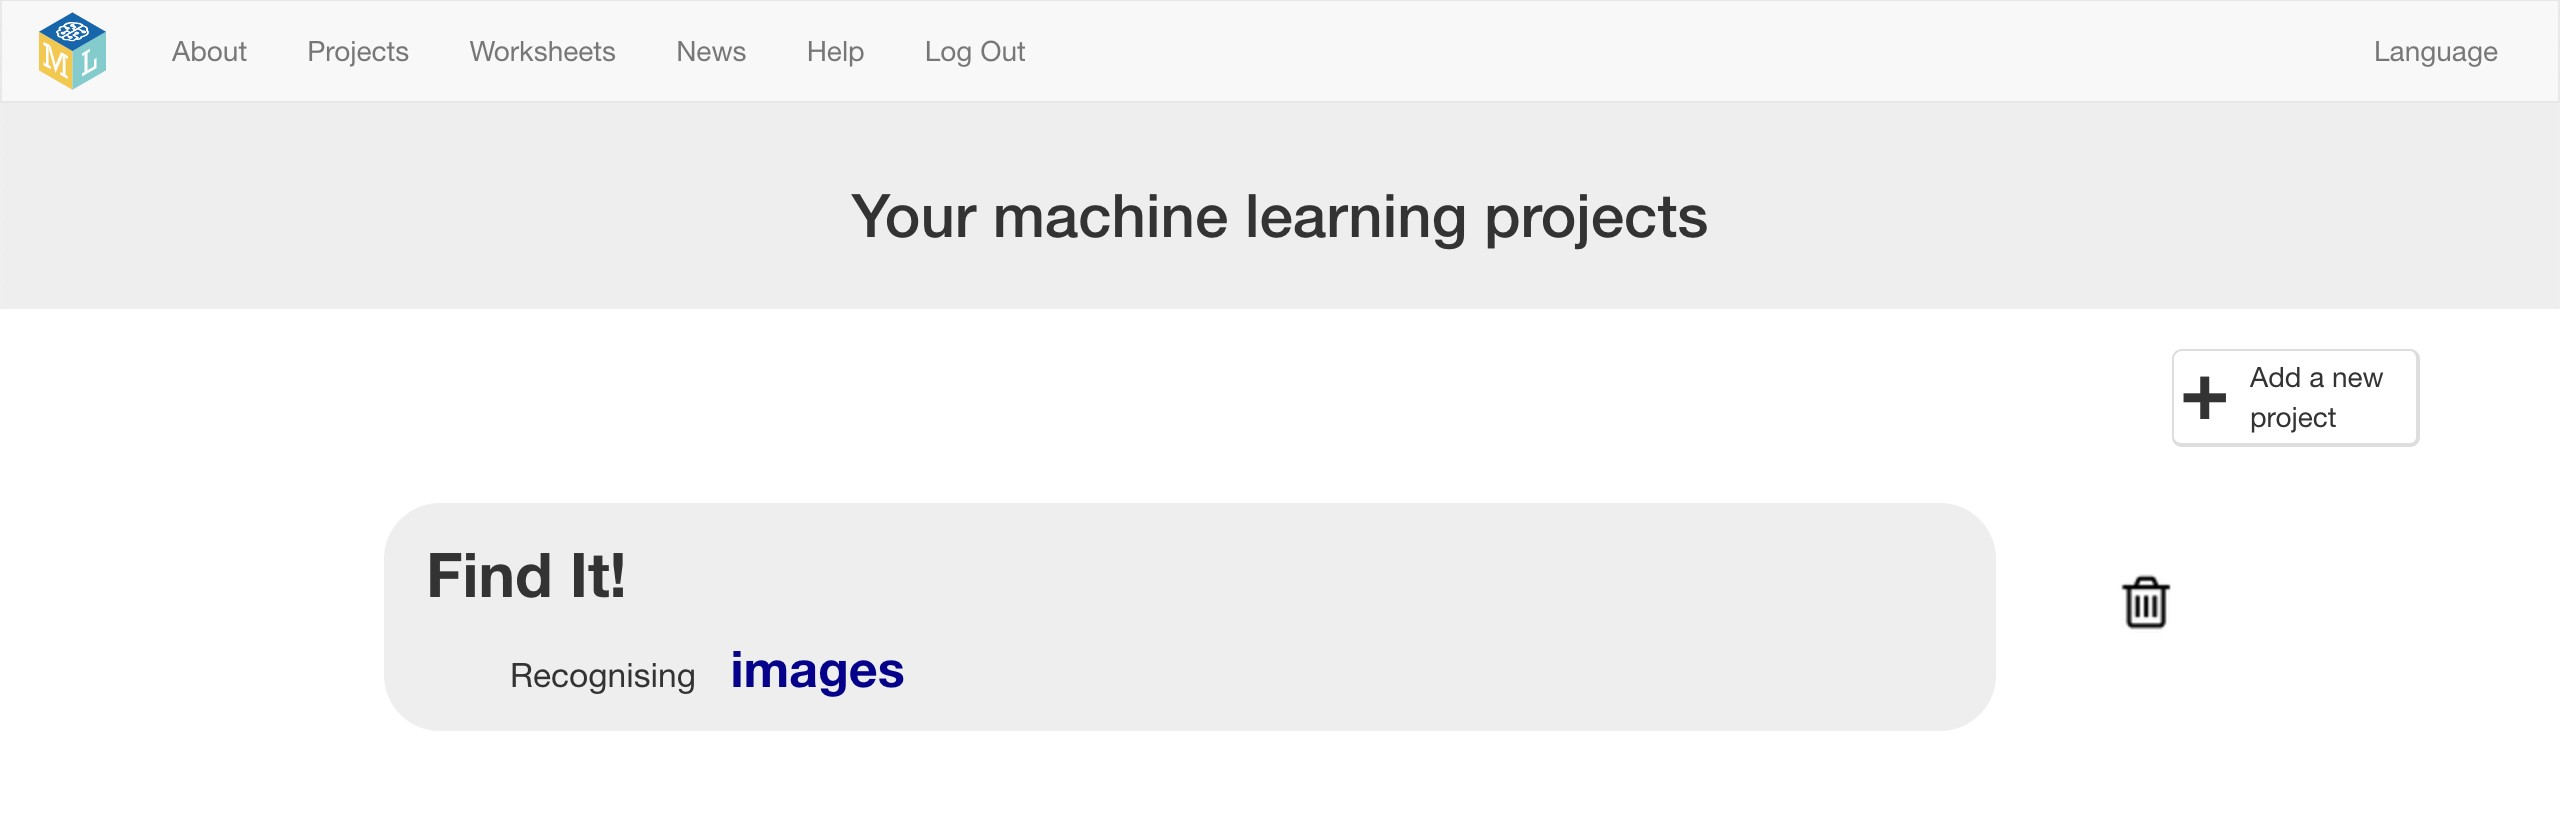 M L
About
Projects
Worksheets
News
Help
Log Out
Language
Your machine learning projects
Add a new
project
Find It!
Recognising images